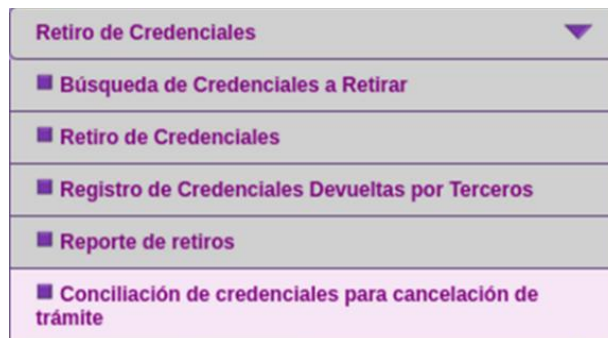 Retiro de Credenciales
Búsqueda de Credenciales a Retirar
Retiro de Credenciales
Registro de Credenciales Devueltas por Terceros
Reporte de retiros
Conciliación de credenciales para cancelación de
trámite